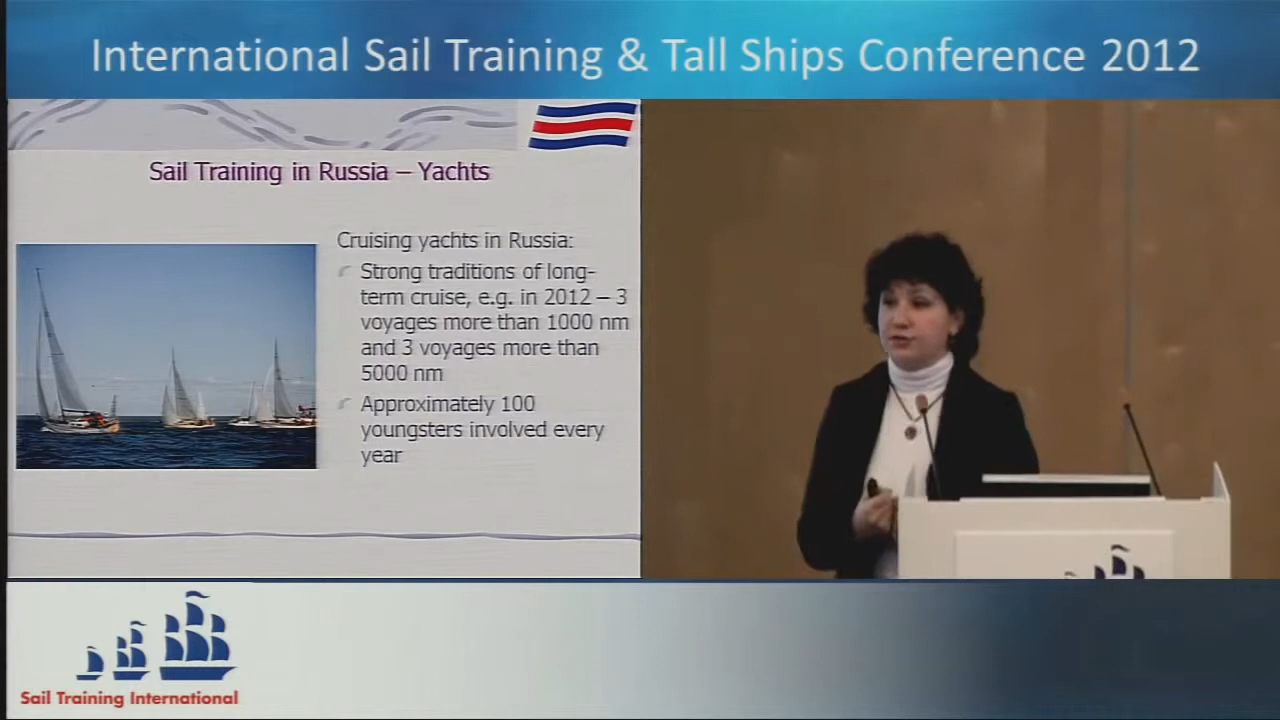 International Sail Training & Tall Ships Conference 2012
Sail Training in Russia – Yachts
Cruising yachts in Russia:
Strong traditions of long-
term cruise, e.g. in 2012 – 3
voyages more than 1000 nm
and 3 voyages more than
5000 nm
Approximately 100
youngsters involved every
year
Sail Training International